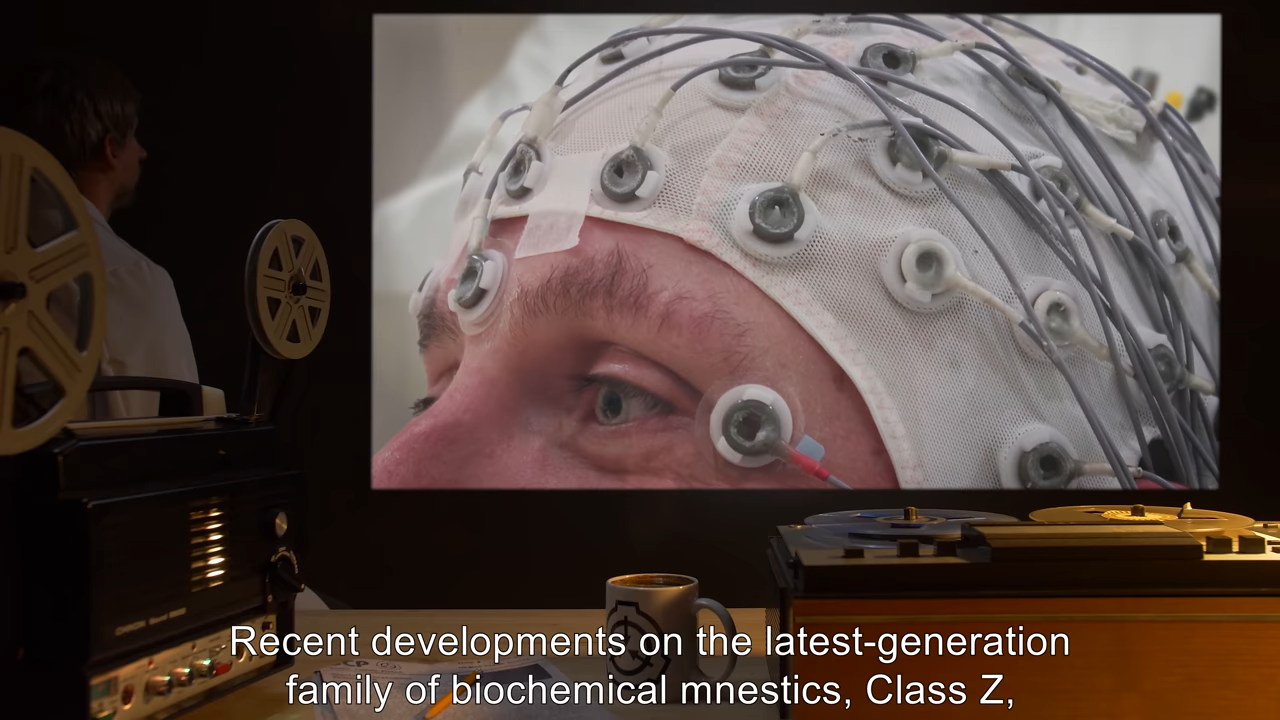 Recent developments on the latest-generation
family of biochemical mnestics, Class Z,